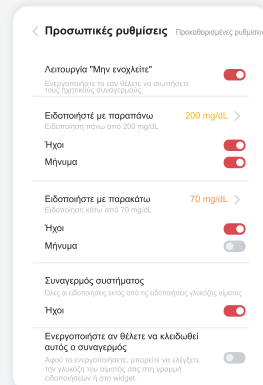 Προσωπικές ρυθμίσεις Προκαθορισμένες ρυθμίσεις
Λειτουργία "Μην ενοχλείτε"
Ενεργοποιήστε το εάν θέλετε να σιωπήσετε
τους ηχητικούς συναγερμούς.
Ειδοποιήστέ με παραπάνω 200 mg/dL
Ειδοποίηση πάνω από 200 mg/dL
Ήχοι
Μήνυμα
Ειδοποιήστέ με παρακάτω 70 mg/dL
Ειδοποίηση κάτω από 70 mg/dL
Ήχοι
Μήνυμα
Συναγερμός συστήματος
Όλες οι ειδοποιήσεις εκτός από τις ειδοποιήσεις γλυκόζης αίματος
Ήχοι
Ενεργοποιήστε αν θέλετε να κλειδωθεί
αυτός ο συναγερμός
Αφού το ενεργοποιήσετε, μπορείτε να ελέγξετε
την γλυκόζη του αίματός σας στη γραμμή
ειδοποιήσεων ή στο widget.